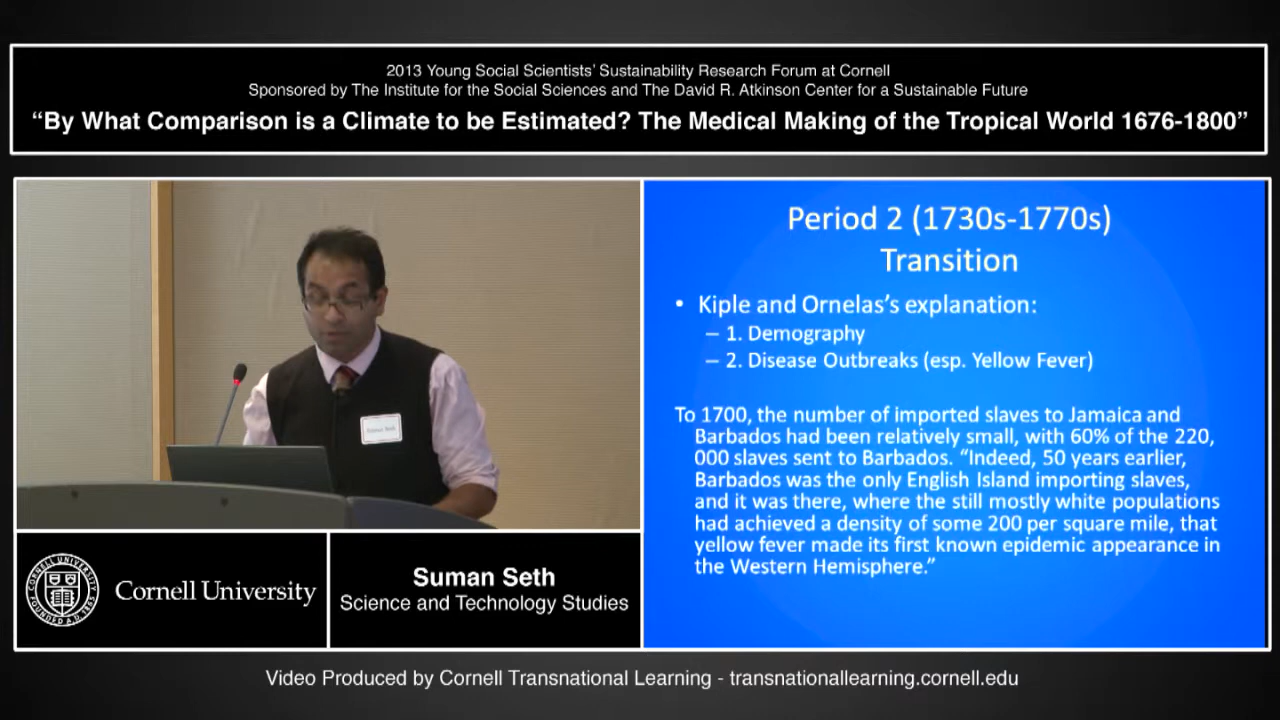 2013 Young Social Scientists’ Sustainability Research Forum at Cornell
Sponsored by The Institute for the Social Sciences and The David R. Atkinson Center for a Sustainable Future
“By What Comparison is a Climate to be Estimated? The Medical Making of the Tropical World 1676-1800”
Period 2 (1730s-1770s)
Transition
• Kiple and Ornelas’s explanation:
– 1. Demography
– 2. Disease Outbreaks (esp. Yellow Fever)
To 1700, the number of imported slaves to Jamaica and
Barbados had been relatively small, with 60% of the 220,
000 slaves sent to Barbados. “Indeed, 50 years earlier,
Barbados was the only English Island importing slaves,
and it was there, where the still mostly white populations
had achieved a density of some 200 per square mile, that
yellow fever made its first known epidemic appearance in
the Western Hemisphere.”
Suman Seth
CORNELL UNIVERSITY
FOUNDED A.D. 1865
Cornell University
Suman Seth
Science and Technology Studies
Video Produced by Cornell Transnational Learning - transnationallearning.cornell.edu